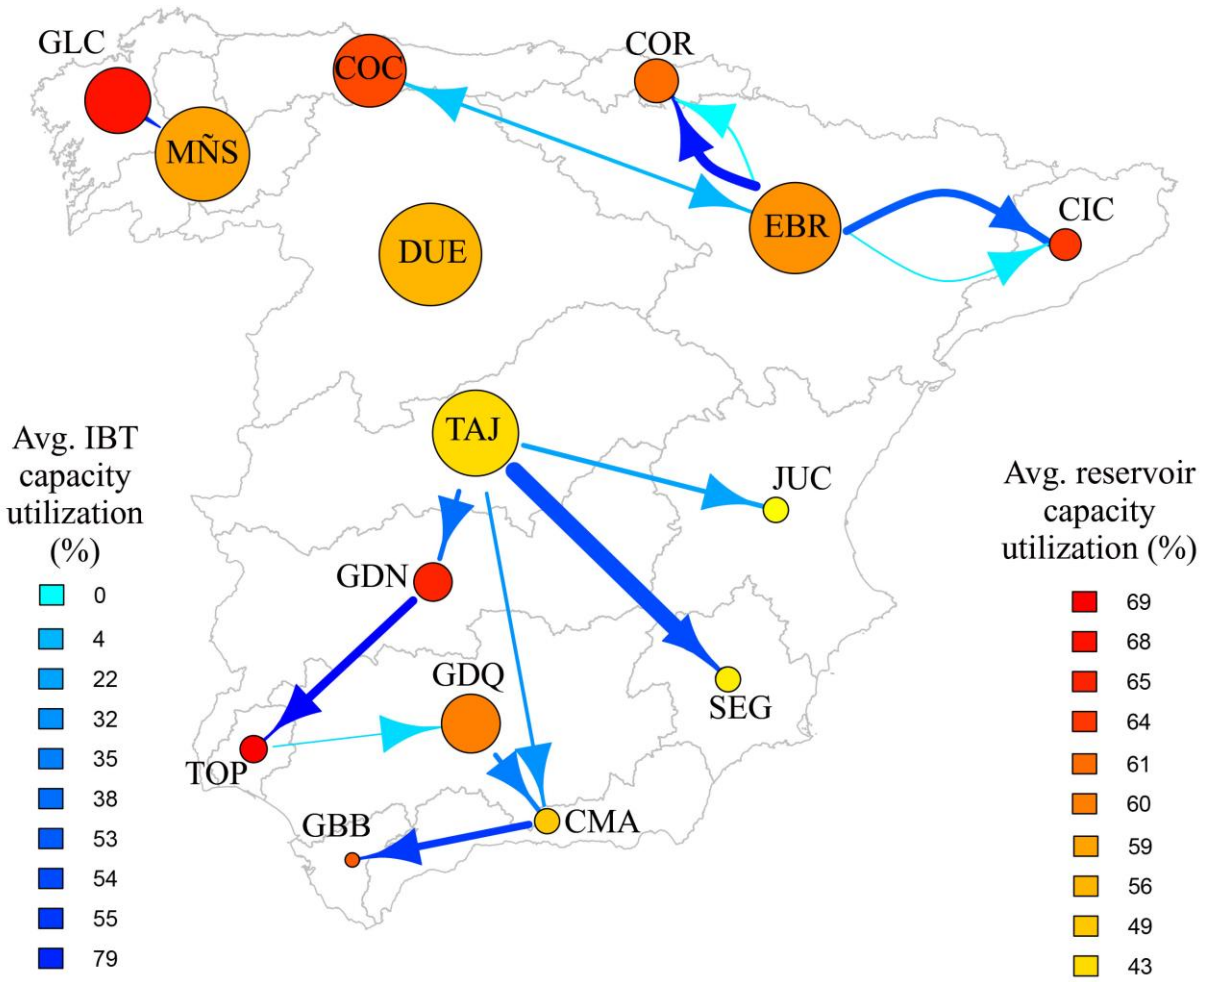 GLC
COR
COC
MÑS
CIC
EBR
DUE
TAJ
JUC
GDN
GDQ
SEG
TOP
GBB
CMA
Avg. IBT
capacity
utilization
(%)
0
4
22
32
35
38
53
54
55
79
Avg. reservoir
capacity
utilization (%)
69
68
65
64
61
60
59
56
49
43